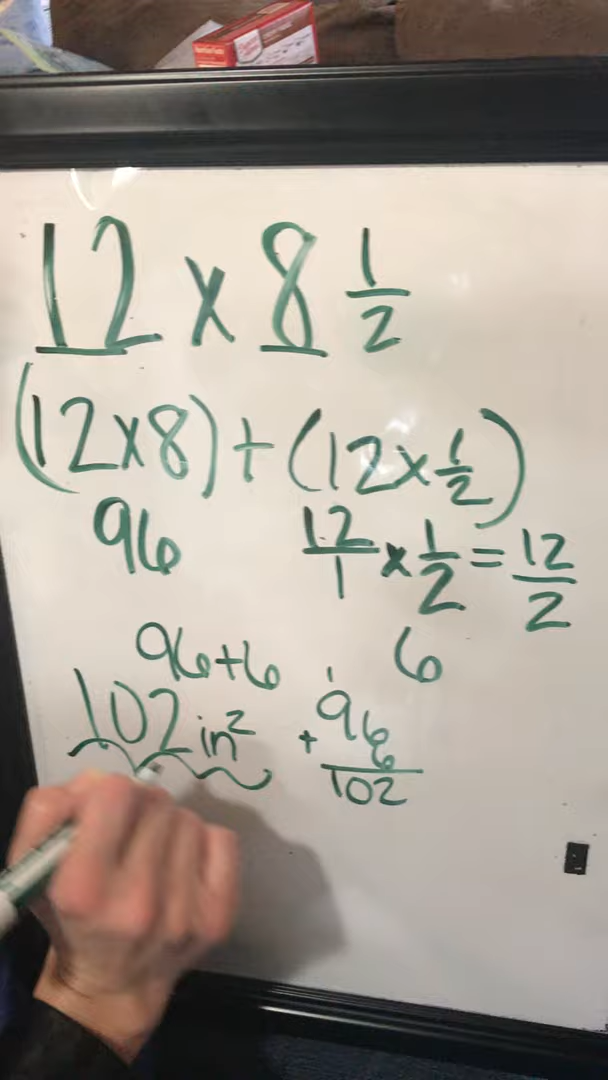 12 x 8 1/2
(12x8)+(12x1/2)
96
12/1 x 1/2 = 12/2
96+6
6
102 in²
1
96
+ 6
102